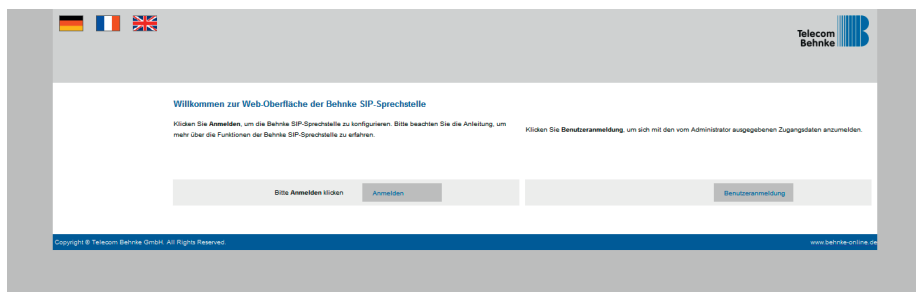 Telecom
Behnke
Willkommen zur Web-Oberfläche der Behnke SIP-Sprechstelle
Klicken Sie Anmelden, um die Behnke SIP-Sprechstelle zu konfigurieren. Bitte beachten Sie die Anleitung, um
mehr über die Funktionen der Behnke SIP-Sprechstelle zu erfahren.
Klicken Sie Benutzeranmeldung, um sich mit den vom Administrator ausgegebenen Zugangsdaten anzumelden.
Bitte Anmelden klicken
Anmelden
Benutzeranmeldung
Copyright © Telecom Behnke GmbH. All Rights Reserved.
www.behnke-online.de